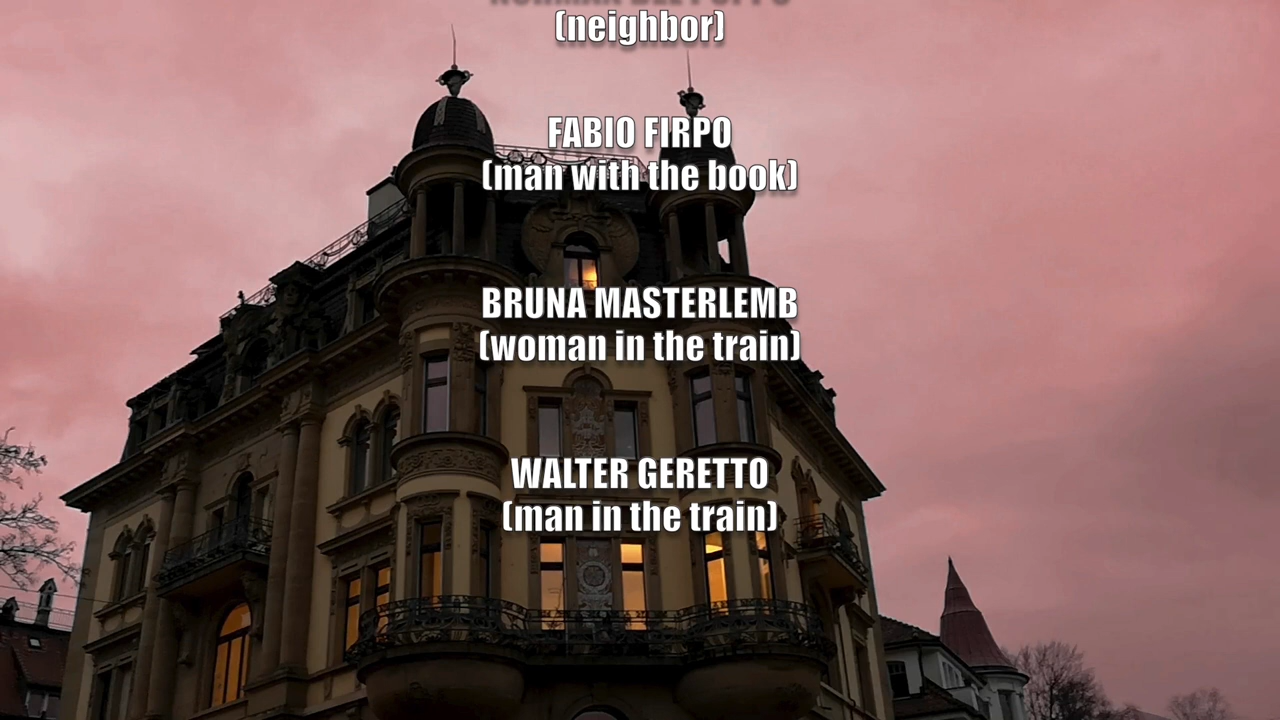 (neighbor)
FABIO FIRPO
(man with the book)
BRUNA MASTERLEMB
(woman in the train)
WALTER GERETTO
(man in the train)